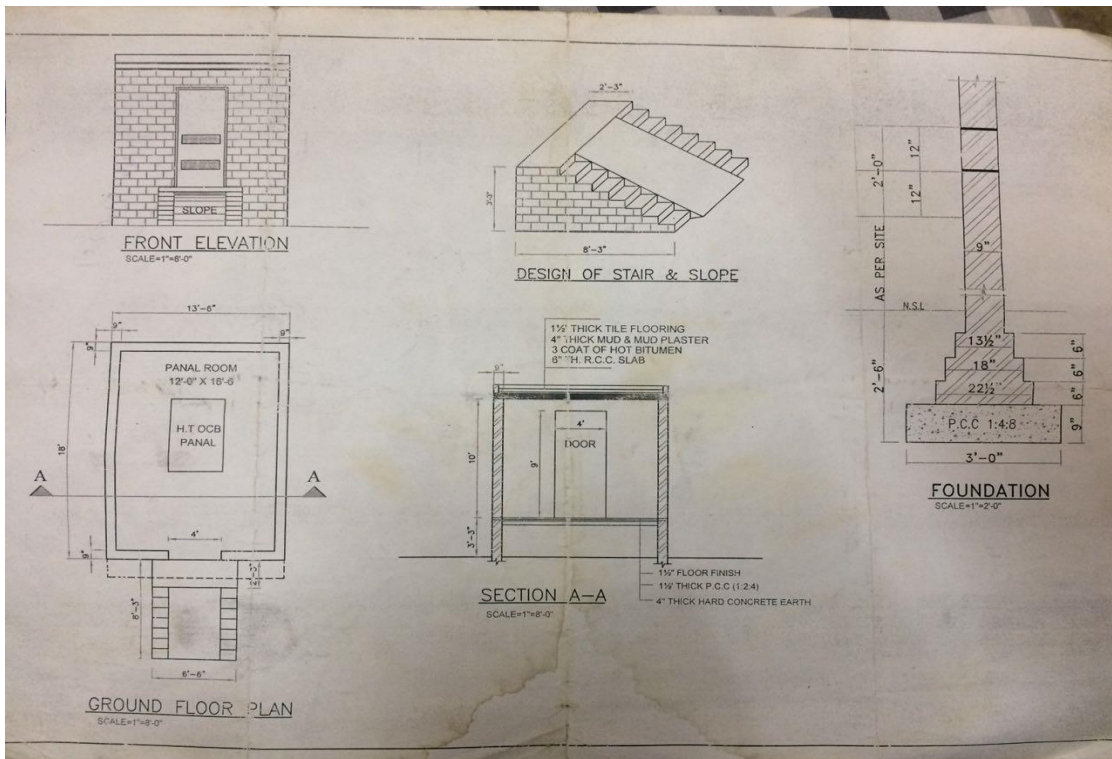 FRONT ELEVATION
SCALE=1"=8'-0"
SLOPE
2'-3"
3'-3"
8'-3"
DESIGN OF STAIR & SLOPE
12"
2'-0"
12"
AS PER SITE
9"
N.S.L
13½"
6"
18"
6"
22½"
6"
2'-6"
P.C.C 1:4:8
9"
3'-0"
FOUNDATION
SCALE=1"=2'-0"
13'-6"
9"
9"
9"
PANAL ROOM
12'-0" X 16'-6
H.T OCB
PANAL
18'
A
A
4'
9"
2'-3"
8'-3"
6'-6"
GROUND FLOOR PLAN
SCALE=1"=8'-0"
1½" THICK TILE FLOORING
4" THICK MUD & MUD PLASTER
3 COAT OF HOT BITUMEN
6" TH. R.C.C. SLAB
9"
4'
DOOR
9'
10'
3'-3"
1½" FLOOR FINISH
1½" THICK P.C.C (1:2:4)
4" THICK HARD CONCRETE EARTH
SECTION A-A
SCALE=1"=8'-0"